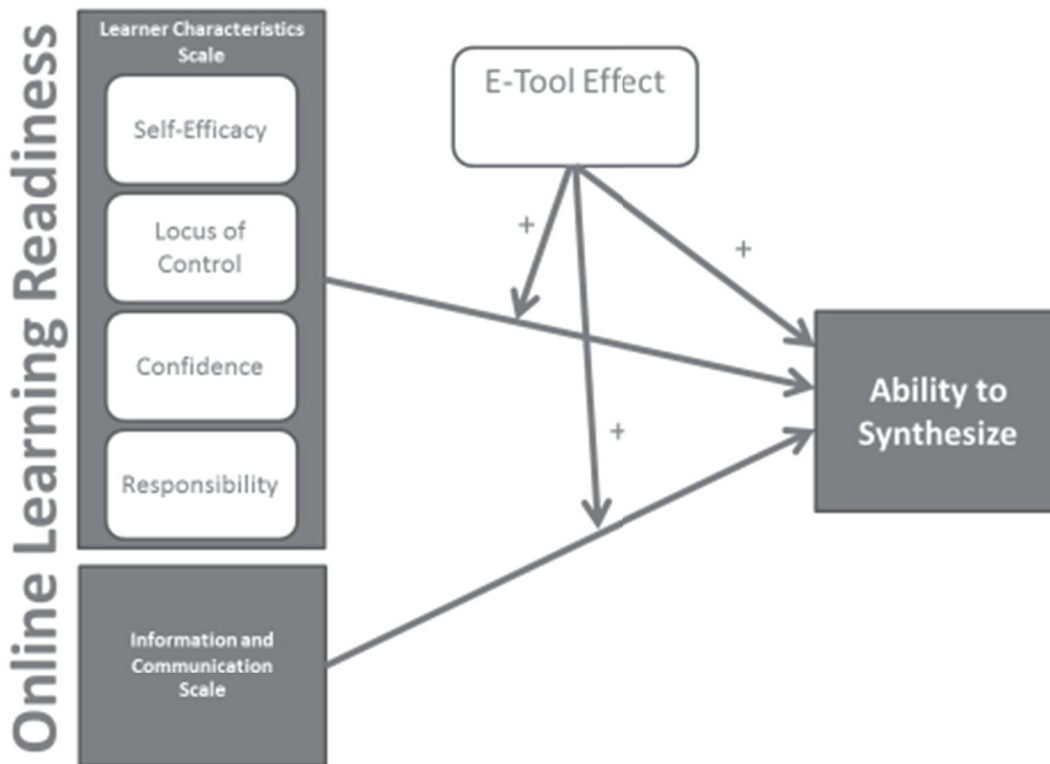 Online Learning Readiness
Learner Characteristics
Scale
Self-Efficacy
Locus of
Control
Confidence
Responsibility
Information and
Communication
Scale
E-Tool Effect
+
+
+
Ability to
Synthesize